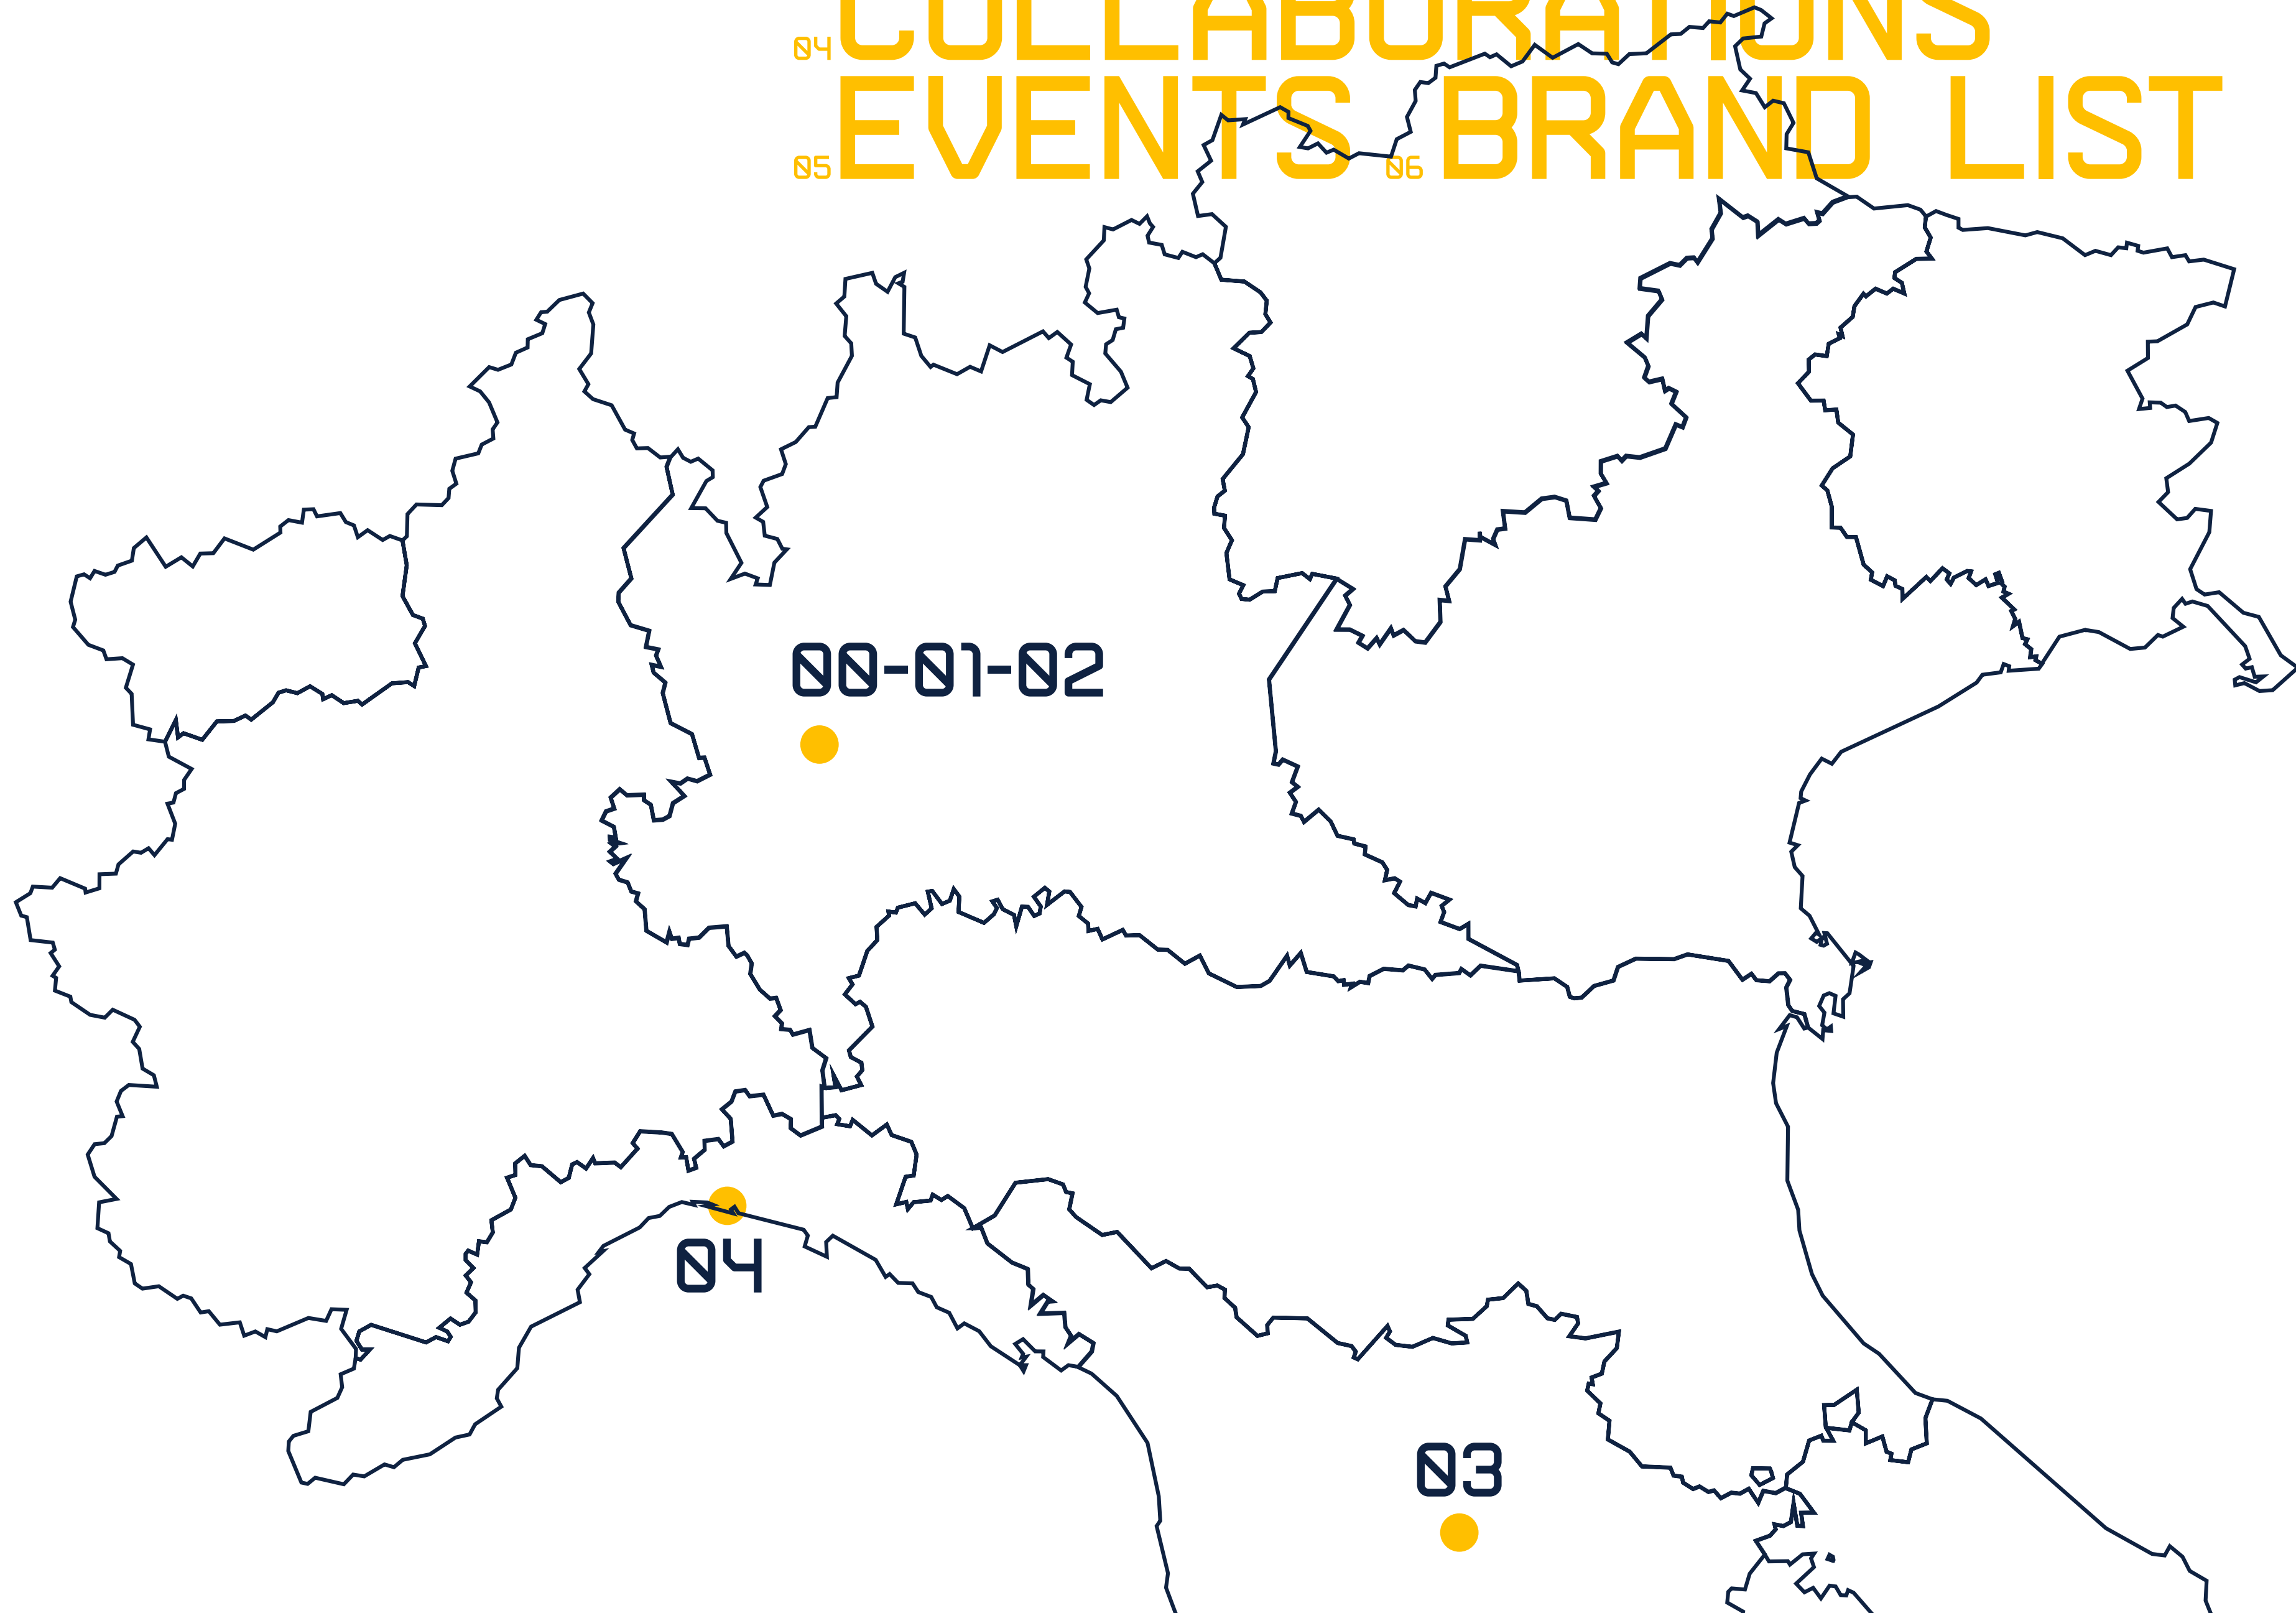 04 COLLABORATIONS
05 EVENTS 06 BRAND LIST
00-01-02
04
03